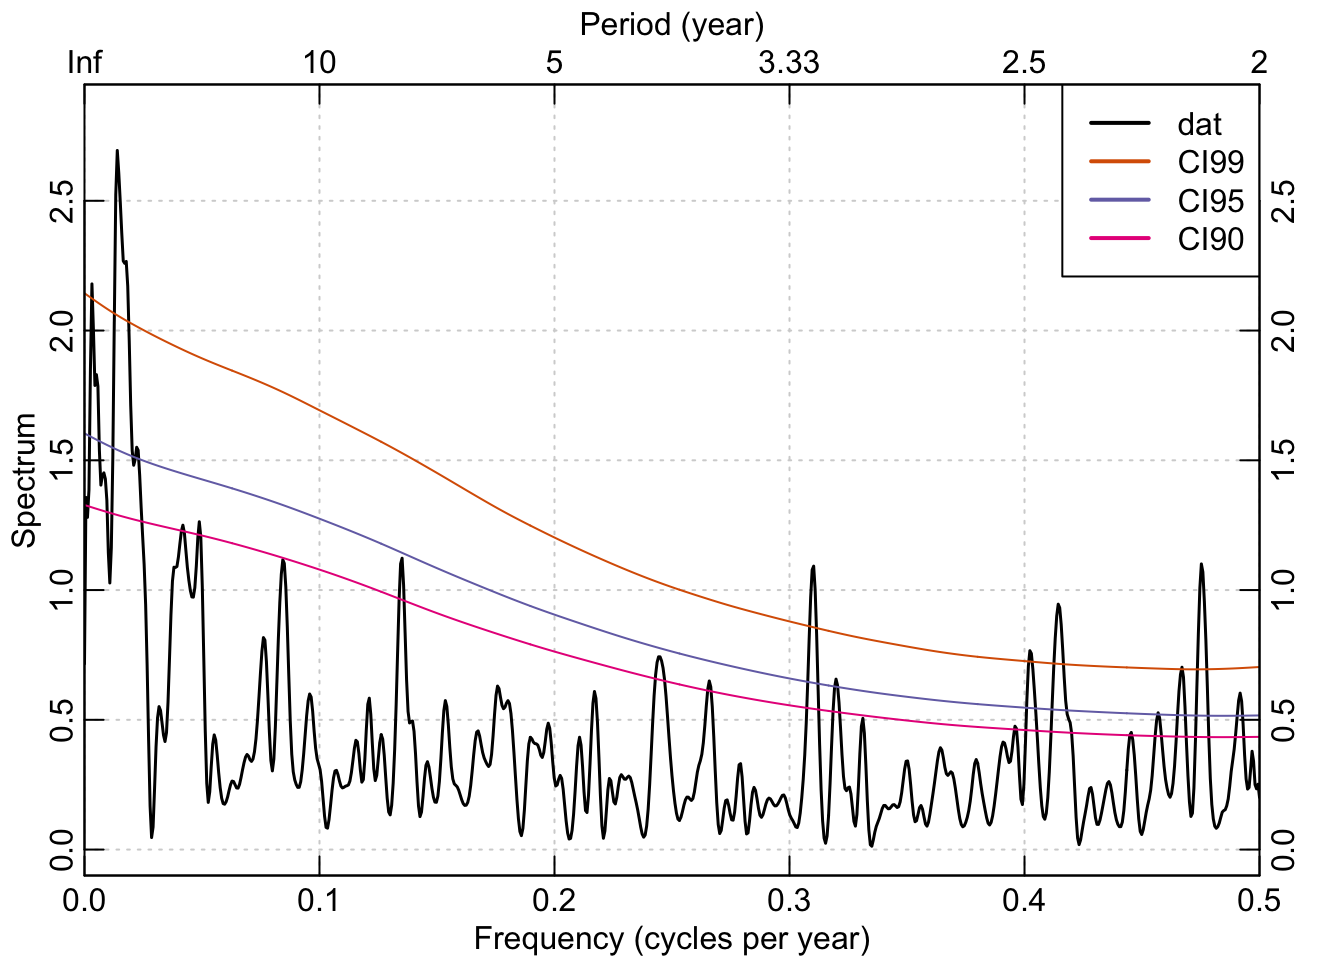 Period (year)
Inf 10 5 3.33 2.5 2
dat
CI99
CI95
CI90
Spectrum
0.0 0.5 1.0 1.5 2.0 2.5
0.0 0.5 1.0 1.5 2.0 2.5
0.0 0.1 0.2 0.3 0.4 0.5
Frequency (cycles per year)